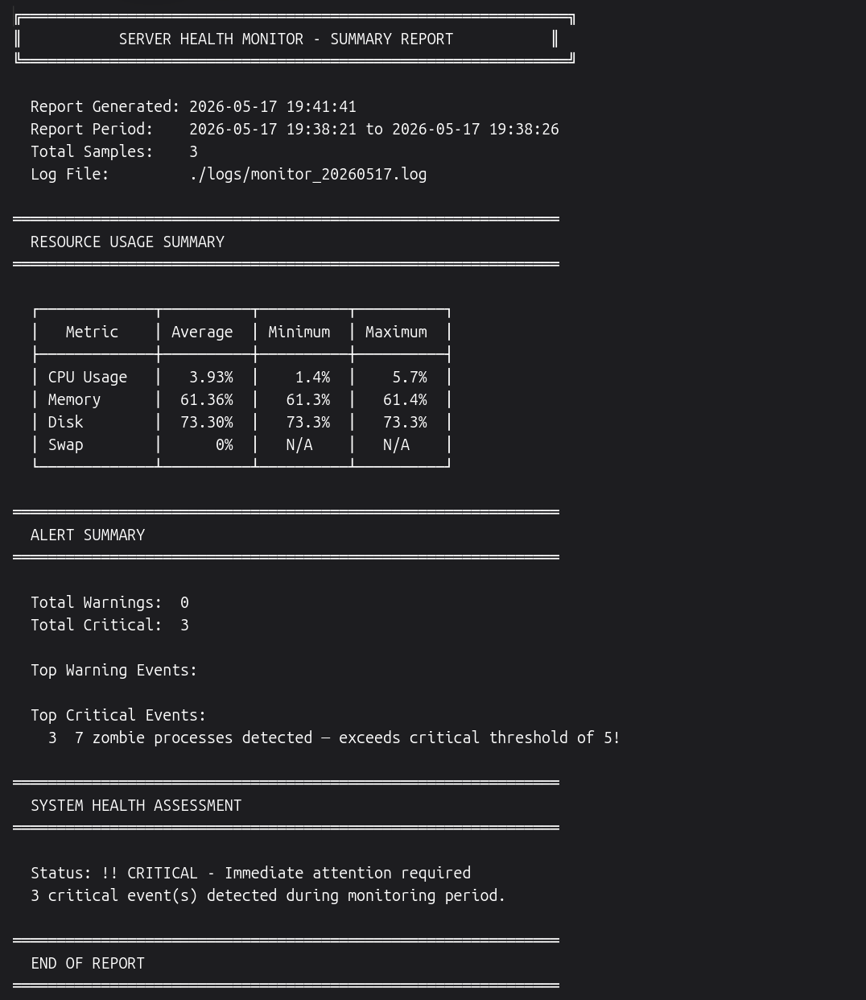 SERVER HEALTH MONITOR - SUMMARY REPORT
Report Generated: 2026-05-17 19:41:41
Report Period:    2026-05-17 19:38:21 to 2026-05-17 19:38:26
Total Samples:    3
Log File:         ./logs/monitor_20260517.log
RESOURCE USAGE SUMMARY
│   Metric    │ Average  │ Minimum  │ Maximum  │
│ CPU Usage   │   3.93%  │    1.4%  │    5.7%  │
│ Memory      │  61.36%  │   61.3%  │   61.4%  │
│ Disk        │  73.30%  │   73.3%  │   73.3%  │
│ Swap        │      0%  │   N/A    │   N/A    │
ALERT SUMMARY
Total Warnings:  0
Total Critical:  3
Top Warning Events:
Top Critical Events:
3  7 zombie processes detected — exceeds critical threshold of 5!
SYSTEM HEALTH ASSESSMENT
Status: !! CRITICAL - Immediate attention required
3 critical event(s) detected during monitoring period.
END OF REPORT